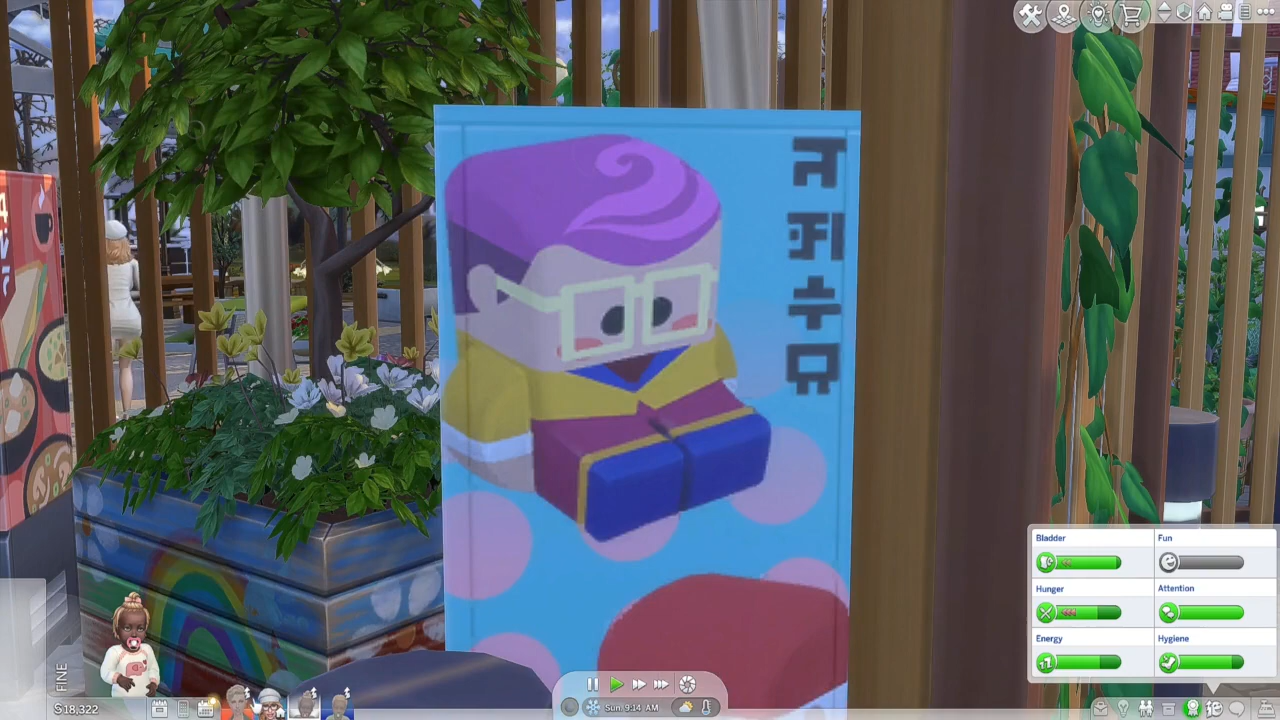 Bladder
Fun
Hunger
Attention
Energy
Hygiene
FINE
$18,322
Sun 9:14 AM